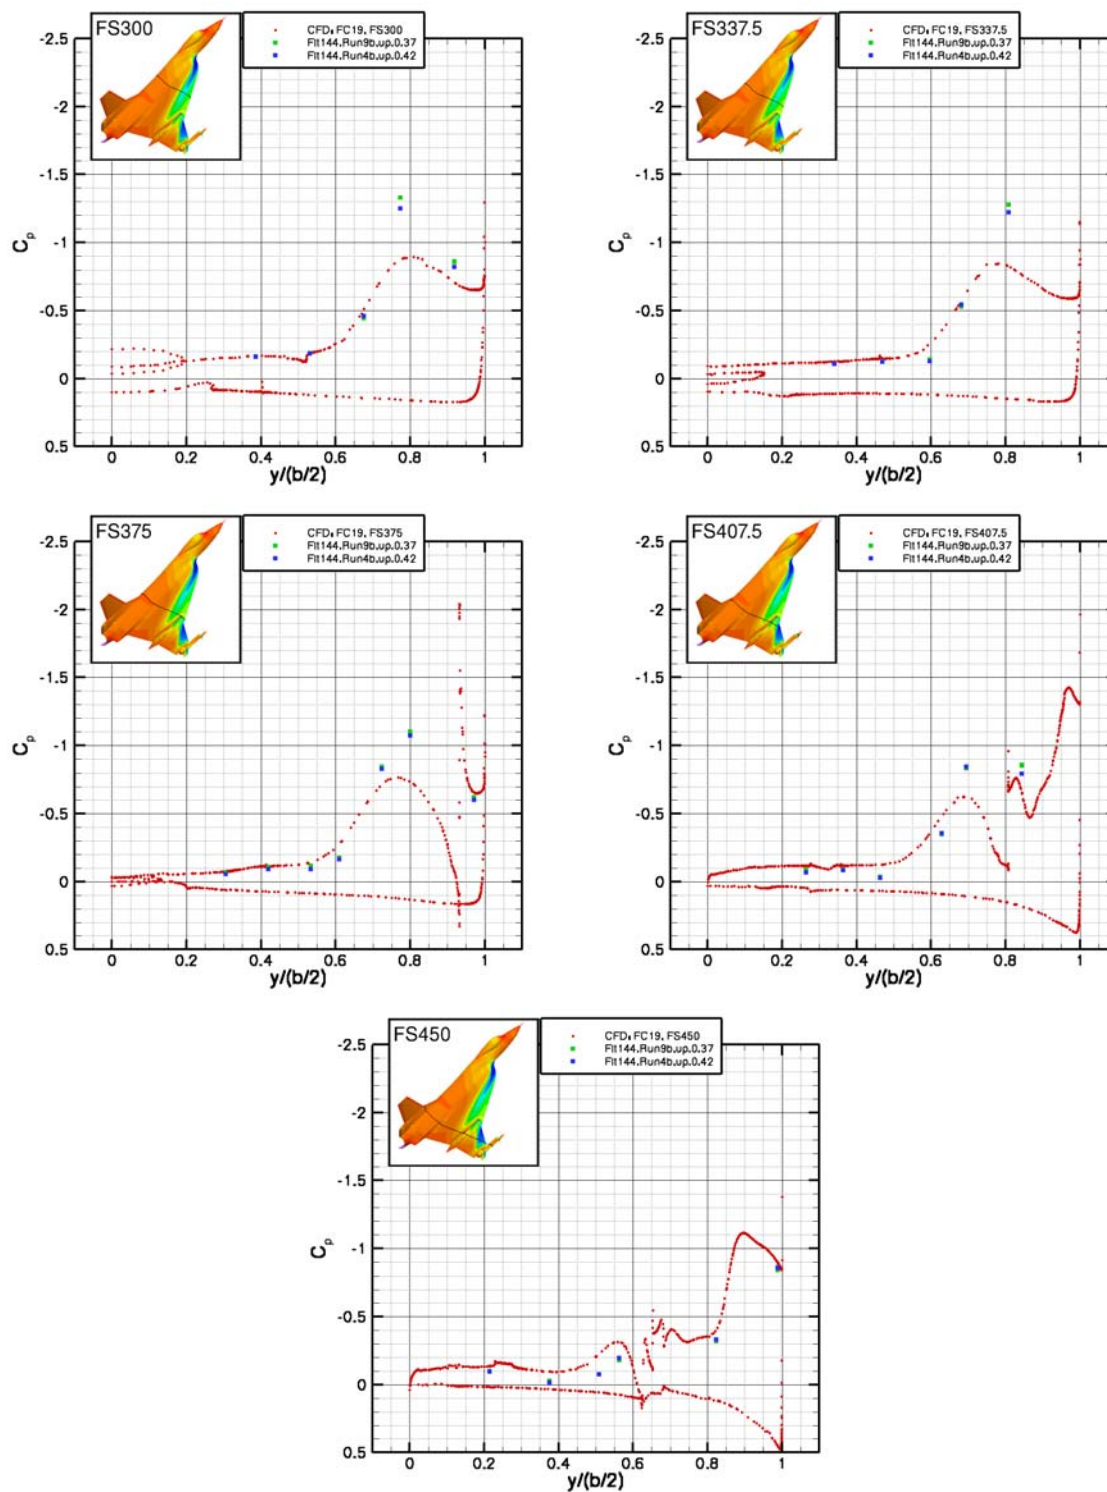 FS300
CFD: FC19, FS300
Flt144.Run9b.up.0.37
Flt144.Run4b.up.0.42
-2.5
-2
-1.5
-1
-0.5
0
0.5
Cp
0 0.2 0.4 0.6 0.8 1
y/(b/2)
FS337.5
CFD: FC19, FS337.5
Flt144.Run9b.up.0.37
Flt144.Run4b.up.0.42
-2.5
-2
-1.5
-1
-0.5
0
0.5
Cp
0 0.2 0.4 0.6 0.8 1
y/(b/2)
FS375
CFD: FC19, FS375
Flt144.Run9b.up.0.37
Flt144.Run4b.up.0.42
-2.5
-2
-1.5
-1
-0.5
0
0.5
Cp
0 0.2 0.4 0.6 0.8 1
y/(b/2)
FS407.5
CFD: FC19, FS407.5
Flt144.Run9b.up.0.37
Flt144.Run4b.up.0.42
-2.5
-2
-1.5
-1
-0.5
0
0.5
Cp
0 0.2 0.4 0.6 0.8 1
y/(b/2)
FS450
CFD: FC19, FS450
Flt144.Run9b.up.0.37
Flt144.Run4b.up.0.42
-2.5
-2
-1.5
-1
-0.5
0
0.5
Cp
0 0.2 0.4 0.6 0.8 1
y/(b/2)